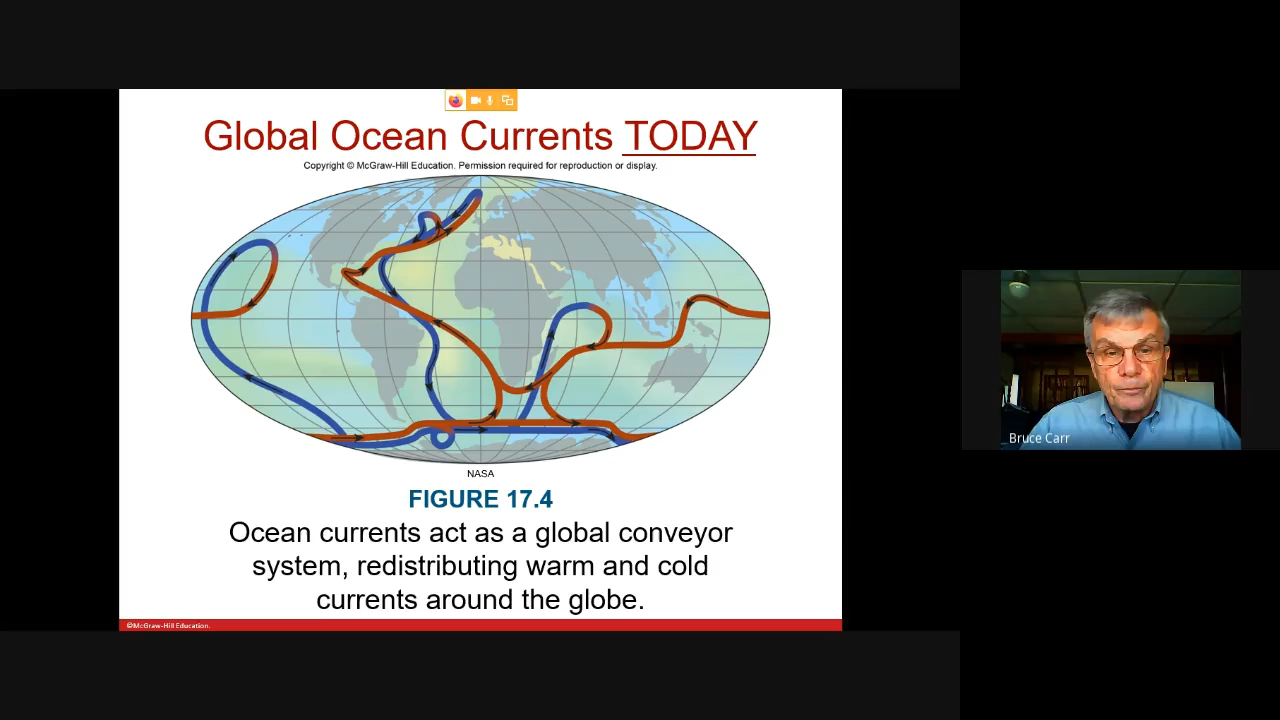 Global Ocean Currents TODAY
Copyright © McGraw-Hill Education. Permission required for reproduction or display.
NASA
FIGURE 17.4
Ocean currents act as a global conveyor
system, redistributing warm and cold
currents around the globe.
©McGraw-Hill Education.
Bruce Carr